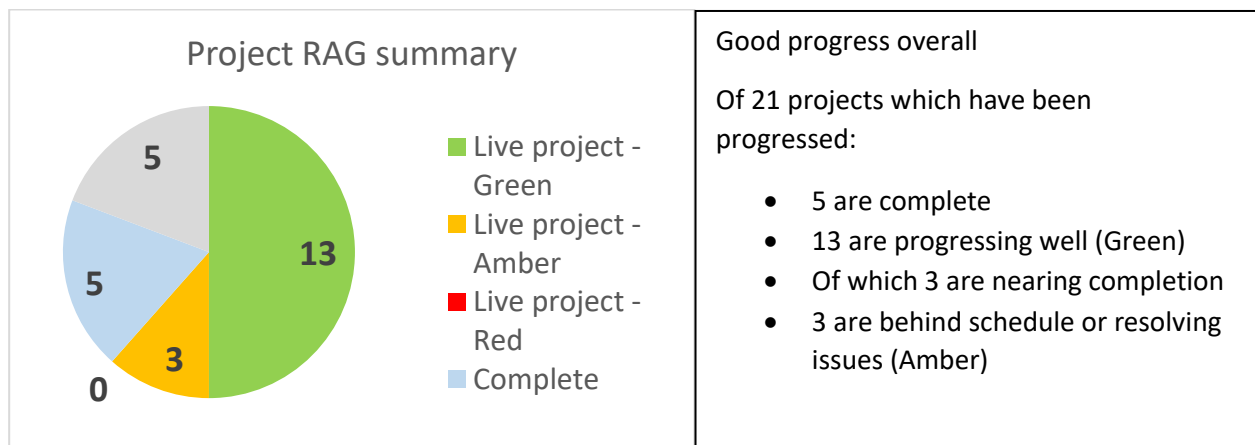 Project RAG summary
5
13
5
3
0
Live project -
Green
Live project -
Amber
Live project -
Red
Complete
Good progress overall
Of 21 projects which have been
progressed:
• 5 are complete
• 13 are progressing well (Green)
• Of which 3 are nearing completion
• 3 are behind schedule or resolving
issues (Amber)